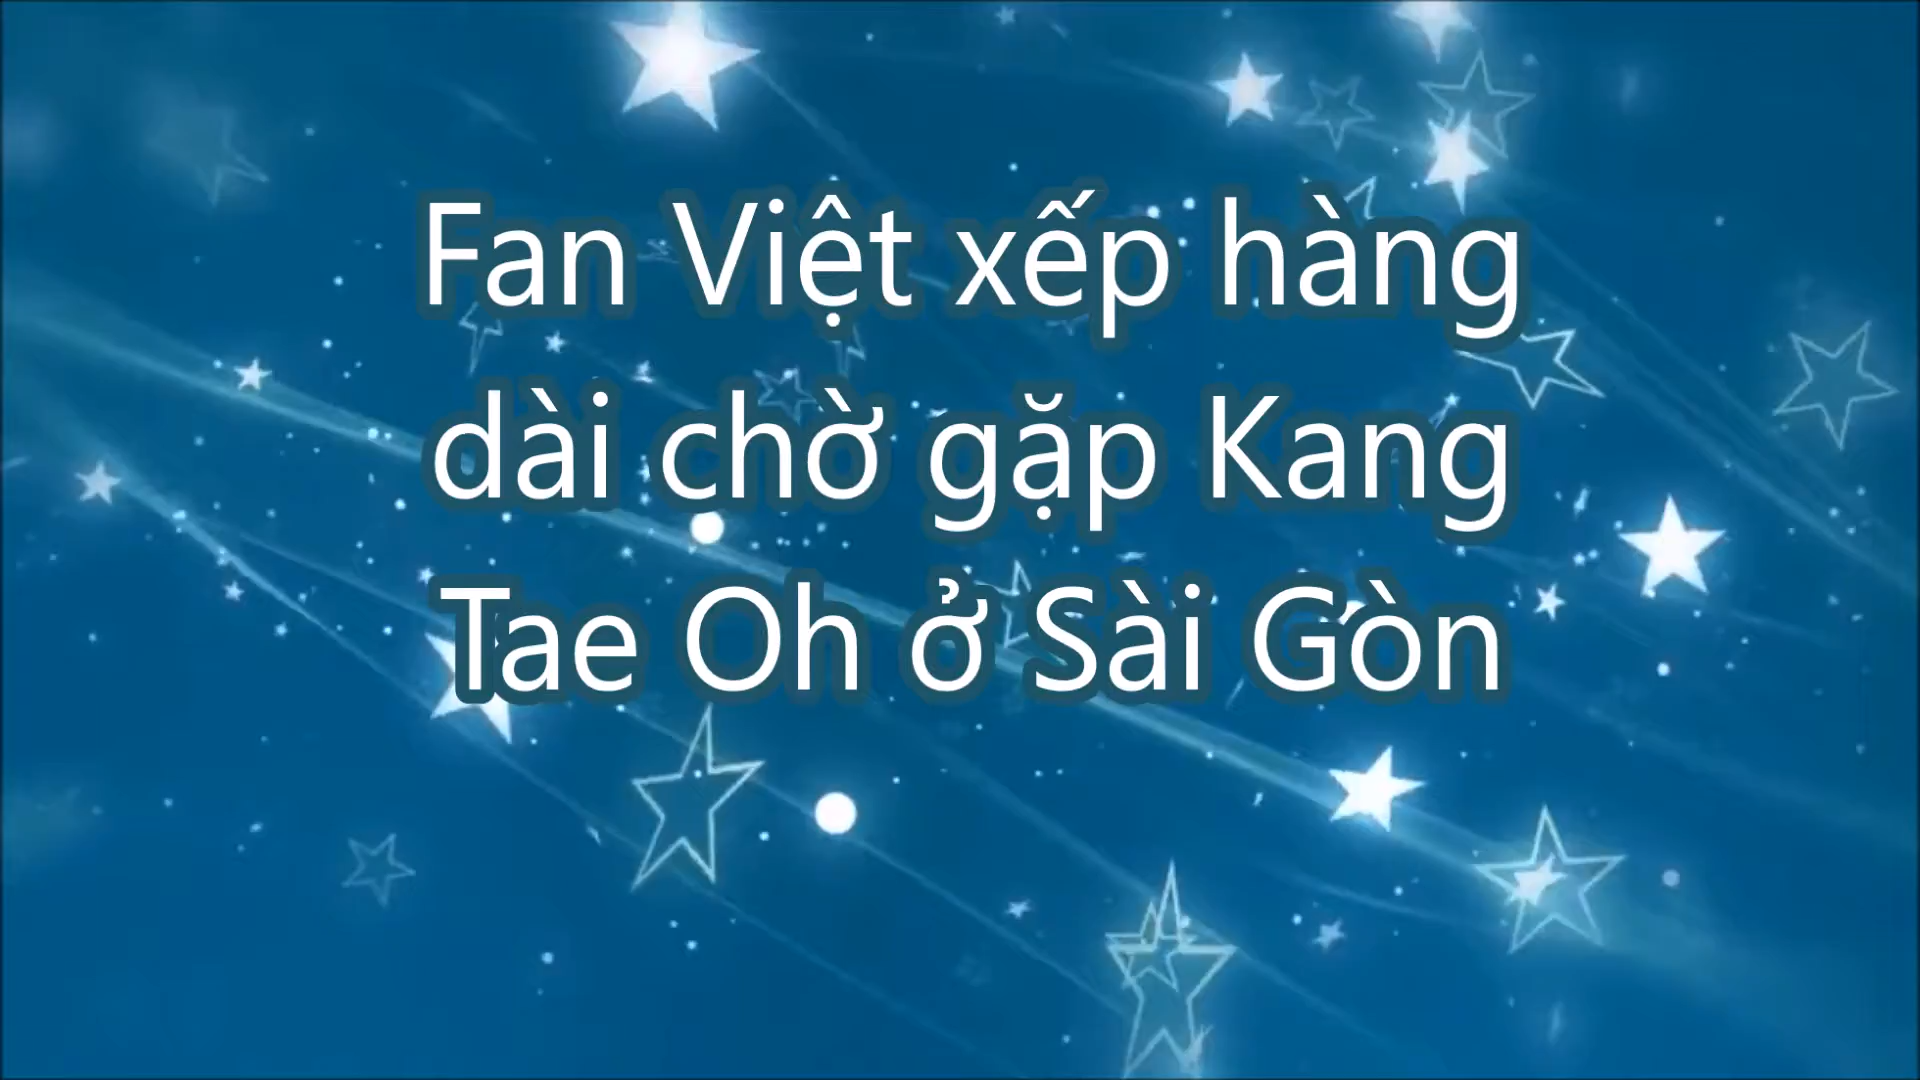 Fan Việt xếp hàng
dài chờ gặp Kang
Tae Oh ở Sài Gòn